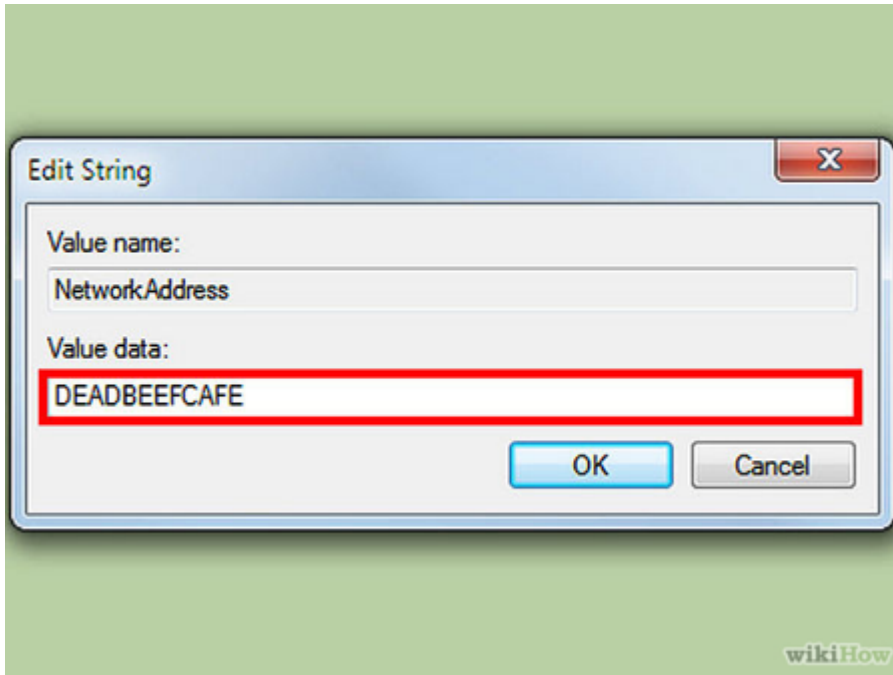 Edit String
Value name:
NetworkAddress
Value data:
DEADBEEFCAFE
OK Cancel
wikiHow